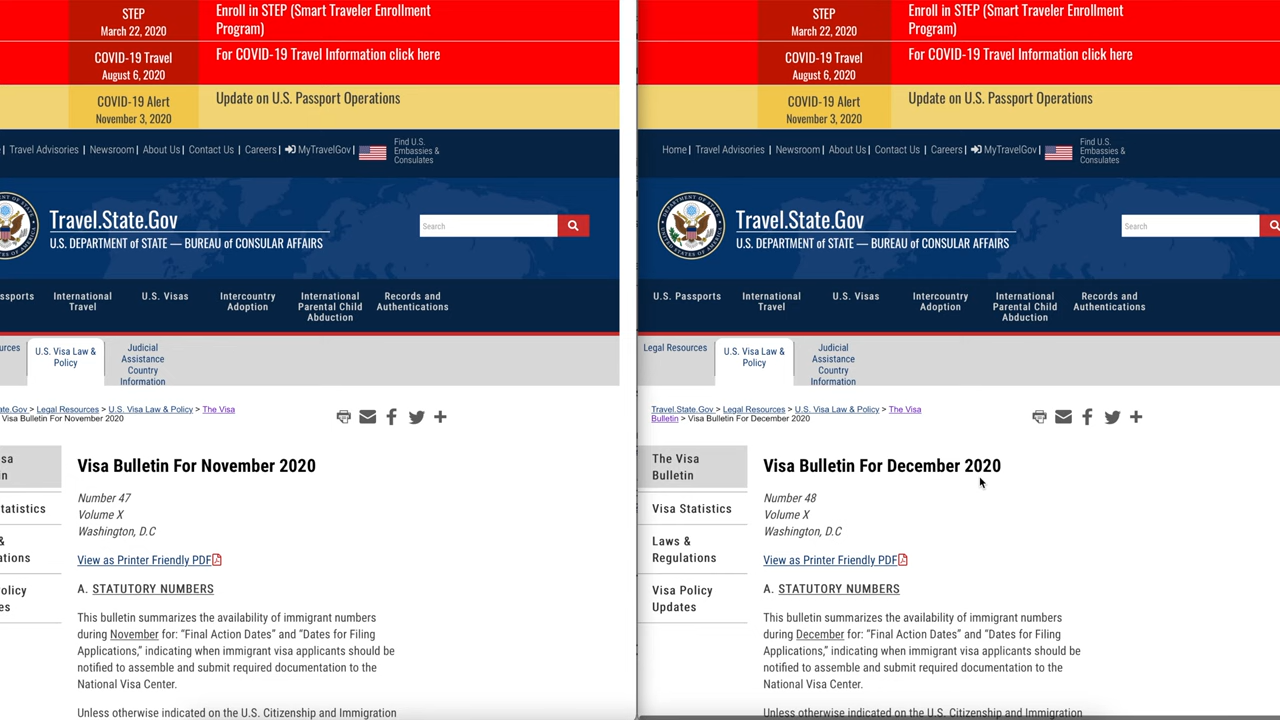 STEP
March 22, 2020
Enroll in STEP (Smart Traveler Enrollment
Program)
COVID-19 Travel
August 6, 2020
For COVID-19 Travel Information click here
COVID-19 Alert
November 3, 2020
Update on U.S. Passport Operations
| Travel Advisories | Newsroom | About Us | Contact Us | Careers | MyTravelGov |
Find U.S.
Embassies &
Consulates
Travel.State.Gov
U.S. DEPARTMENT of STATE — BUREAU of CONSULAR AFFAIRS
Search
ssports
International
Travel
U.S. Visas
Intercountry
Adoption
International
Parental Child
Abduction
Records and
Authentications
urces
U.S. Visa Law &
Policy
Judicial
Assistance
Country
Information
ate.Gov > Legal Resources > U.S. Visa Law & Policy > The Visa
Visa Bulletin For November 2020
sa
n
tatistics
&
ations
olicy
es
Visa Bulletin For November 2020
Number 47
Volume X
Washington, D.C
View as Printer Friendly PDF
A. STATUTORY NUMBERS
This bulletin summarizes the availability of immigrant numbers
during November for: “Final Action Dates” and “Dates for Filing
Applications,” indicating when immigrant visa applicants should be
notified to assemble and submit required documentation to the
National Visa Center.
Unless otherwise indicated on the U.S. Citizenship and Immigration
STEP
March 22, 2020
Enroll in STEP (Smart Traveler Enrollment
Program)
COVID-19 Travel
August 6, 2020
For COVID-19 Travel Information click here
COVID-19 Alert
November 3, 2020
Update on U.S. Passport Operations
Home | Travel Advisories | Newsroom | About Us | Contact Us | Careers | MyTravelGov |
Find U.S.
Embassies &
Consulates
Travel.State.Gov
U.S. DEPARTMENT of STATE — BUREAU of CONSULAR AFFAIRS
Search
U.S. Passports
International
Travel
U.S. Visas
Intercountry
Adoption
International
Parental Child
Abduction
Records and
Authentications
Legal Resources
U.S. Visa Law &
Policy
Judicial
Assistance
Country
Information
Travel.State.Gov > Legal Resources > U.S. Visa Law & Policy > The Visa
Bulletin > Visa Bulletin For December 2020
The Visa
Bulletin
Visa Statistics
Laws &
Regulations
Visa Policy
Updates
Visa Bulletin For December 2020
Number 48
Volume X
Washington, D.C
View as Printer Friendly PDF
A. STATUTORY NUMBERS
This bulletin summarizes the availability of immigrant numbers
during December for: “Final Action Dates” and “Dates for Filing
Applications,” indicating when immigrant visa applicants should be
notified to assemble and submit required documentation to the
National Visa Center.
Unless otherwise indicated on the U.S. Citizenship and Immigration